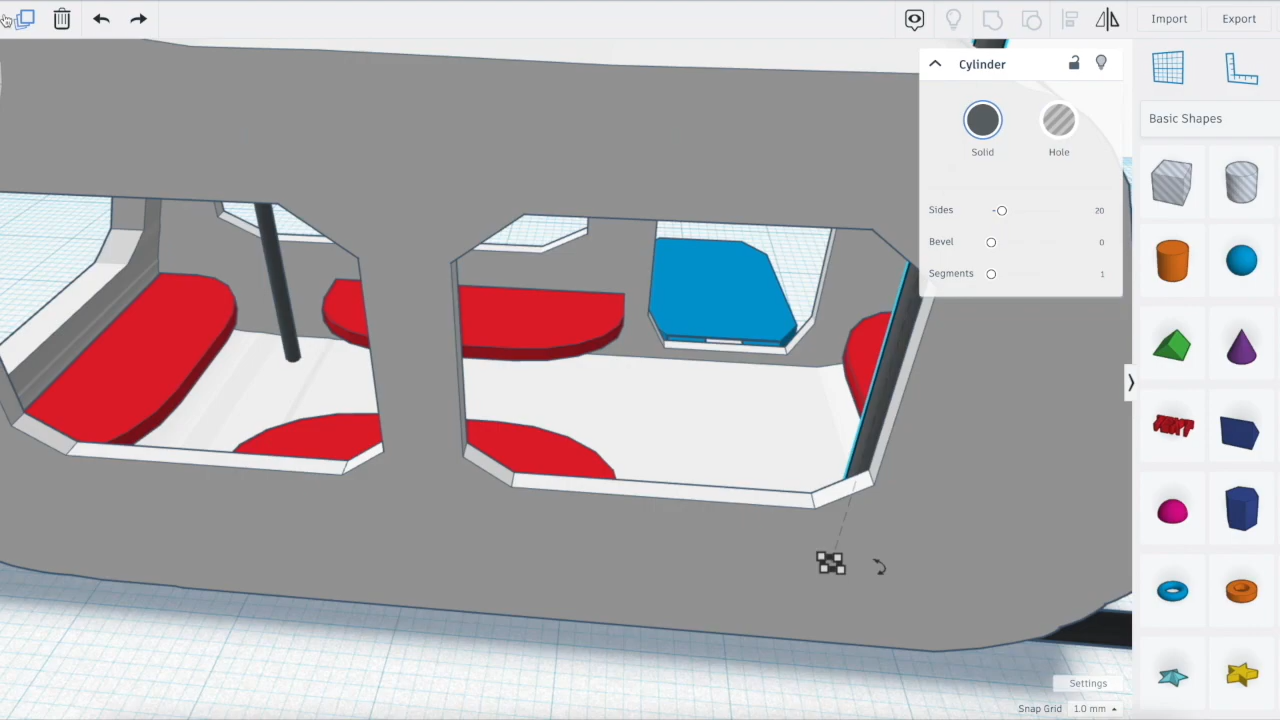 Import
Export
Cylinder
Solid
Hole
Basic Shapes
Sides
20
Bevel
0
Segments
1
TEXT
Settings
Snap Grid
1.0 mm